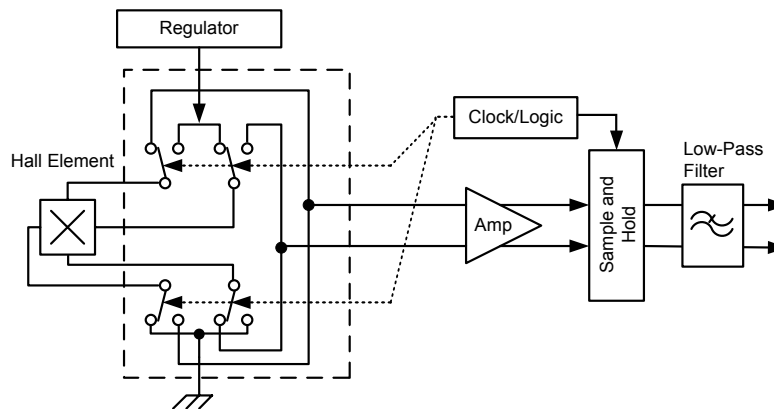 Regulator
Hall Element
Clock/Logic
Amp
Sample and
Hold
Low-Pass
Filter